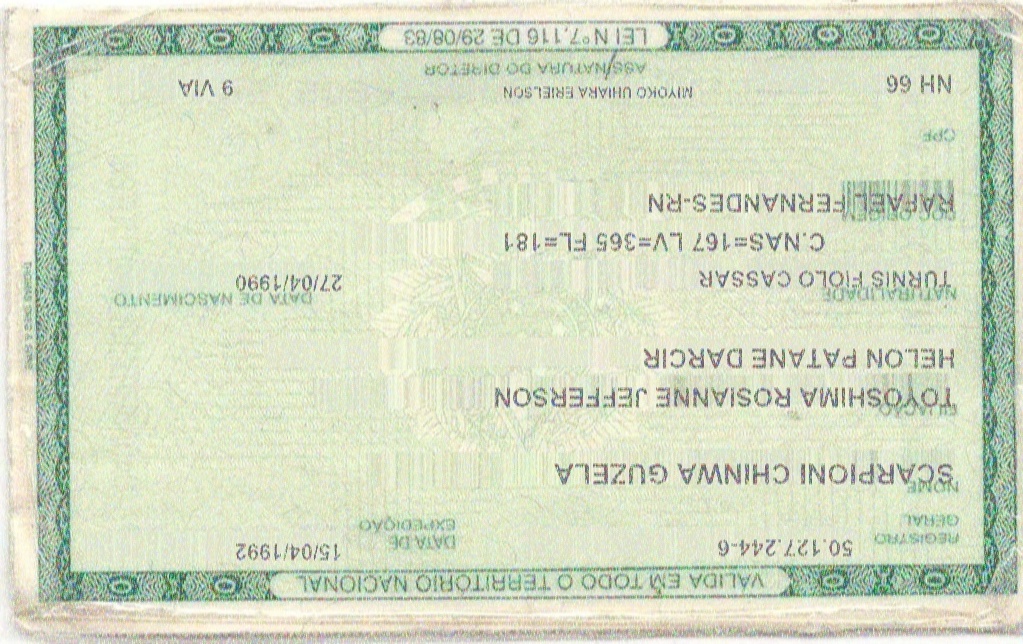 VÁLIDA EM TODO O TERRITÓRIO NACIONAL
REGISTRO GERAL 50.127.244-6 DATA DE EXPEDIÇÃO 15/04/1992
NOME
SCARPIONI CHINWA GUZELA
FILIAÇÃO
TOYOSHIMA ROSIANNE JEFFERSON
HELON PATANE DARCIR
NATURALIDADE DATA DE NASCIMENTO
TURNIS FIOLO CASSAR 27/04/1990
C.NAS=167 LV=365 FL=181
DOC ORIGEM
RAFAEL FERNANDES-RN
CPF
NH 66 MIYOKO UHIARA ERIELSON 9 VIA
ASSINATURA DO DIRETOR
LEI Nº 7.116 DE 29/08/83